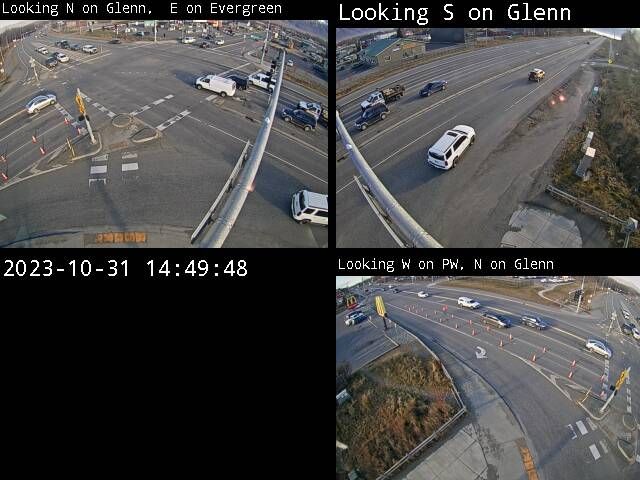 Looking N on Glenn,  E on Evergreen
Looking S on Glenn
2023-10-31 14:49:48
Looking W on PW, N on Glenn